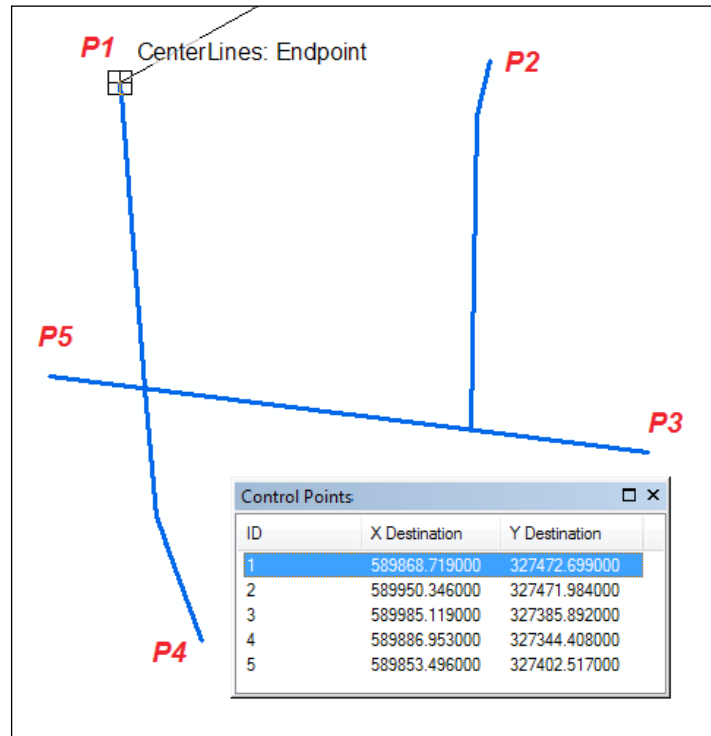 P1 CenterLines: Endpoint
P2
P5
P3
Control Points
ID X Destination Y Destination
1 589868.719000 327472.699000
2 589950.346000 327471.984000
3 589985.119000 327385.892000
4 589886.953000 327344.408000
5 589853.496000 327402.517000
P4